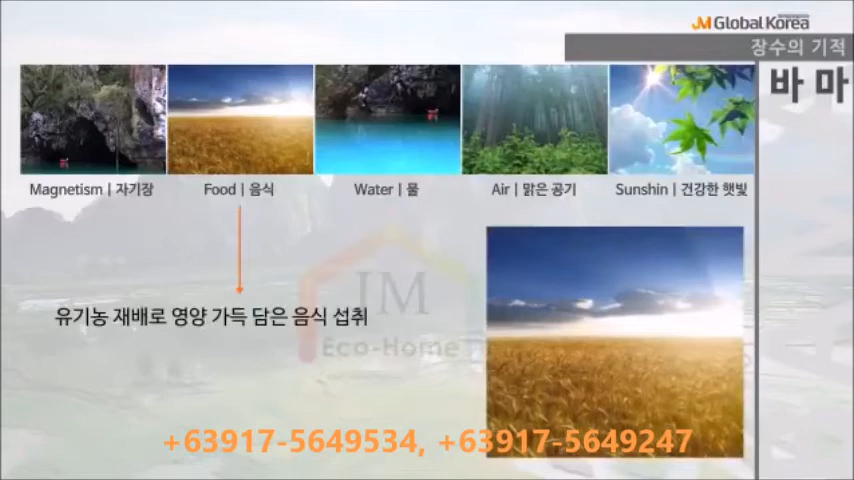 JM Global Korea
장수의 기적
바 마
Magnetism | 자기장
Food | 음식
Water | 물
Air | 맑은 공기
Sunshin | 건강한 햇빛
유기농 재배로 영양 가득 담은 음식 섭취
JM
Eco-Home
+63917-5649534, +63917-5649247